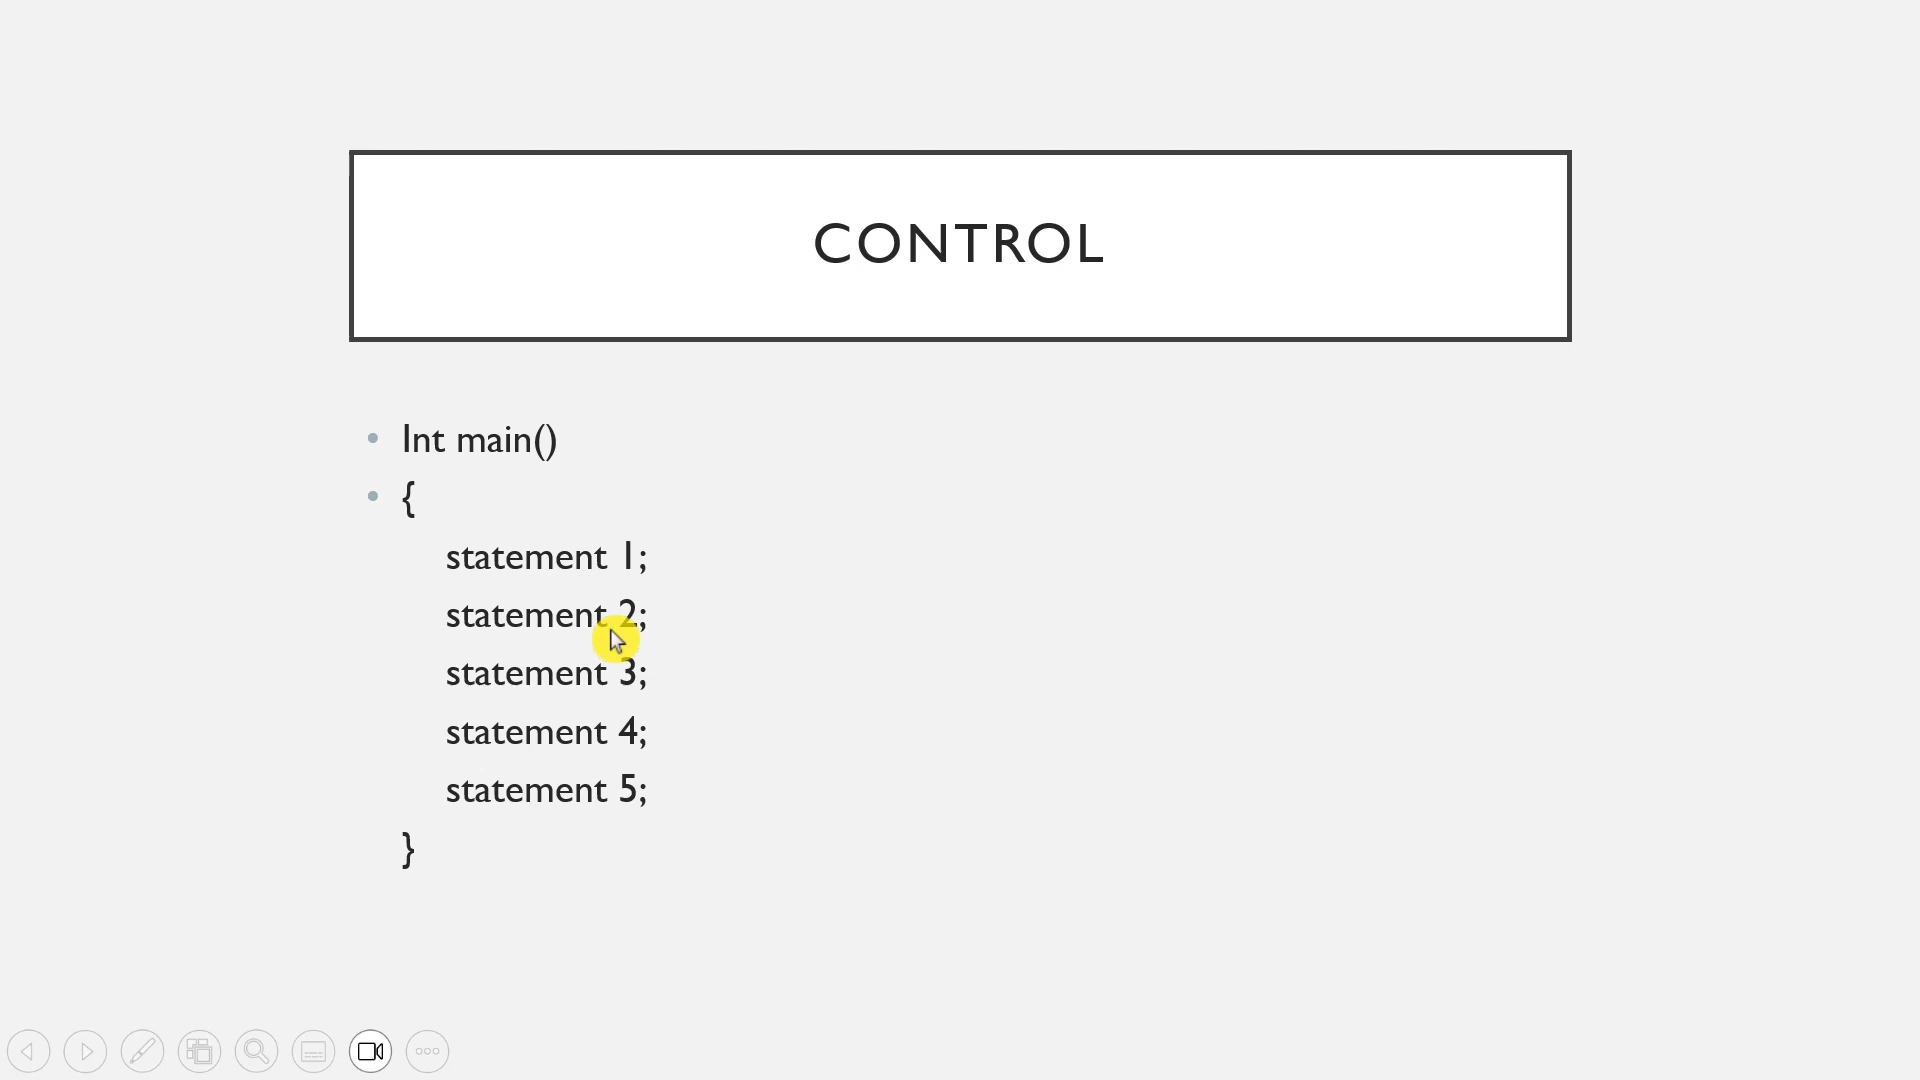 CONTROL
Int main()
{
statement 1;
statement 2;
statement 3;
statement 4;
statement 5;
}